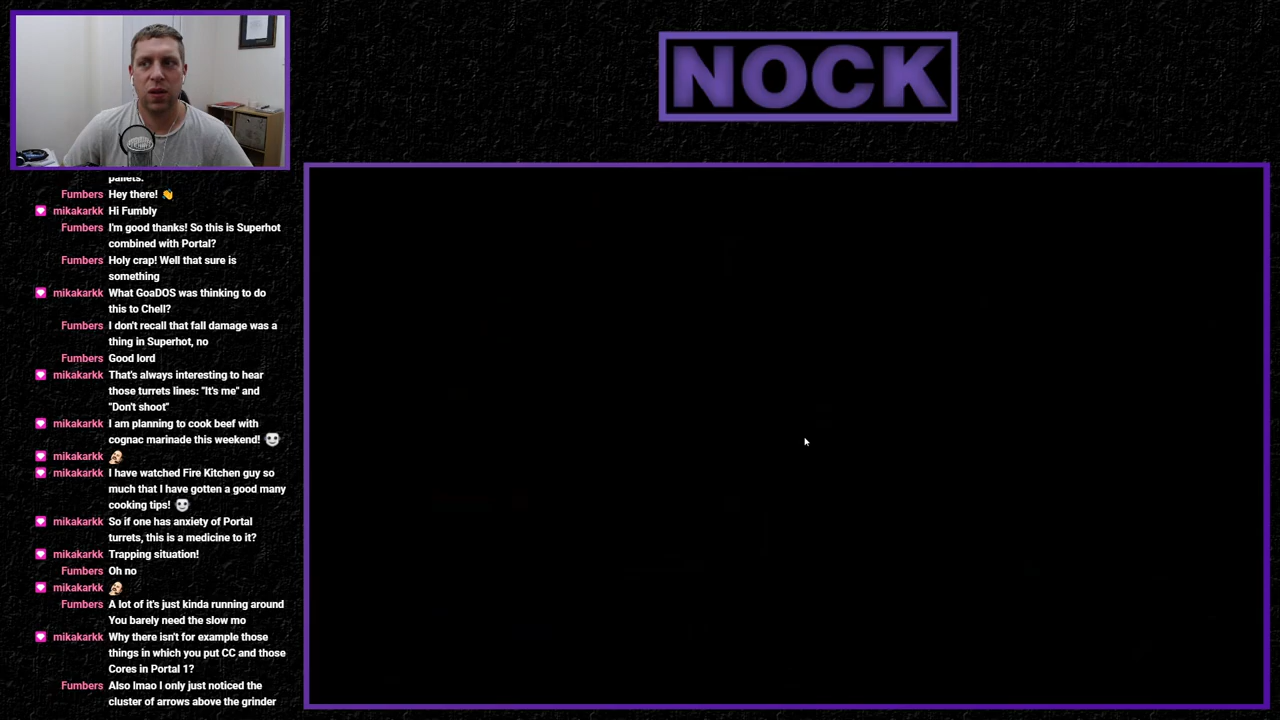 NOCK
pallets.
Fumbers Hey there!
mikakarkk Hi Fumbly
Fumbers I'm good thanks! So this is Superhot
combined with Portal?
Fumbers Holy crap! Well that sure is
something
mikakarkk What GoaDOS was thinking to do
this to Chell?
Fumbers I don't recall that fall damage was a
thing in Superhot, no
Fumbers Good lord
mikakarkk That's always interesting to hear
those turrets lines: "It's me" and
"Don't shoot"
mikakarkk I am planning to cook beef with
cognac marinade this weekend!
mikakarkk
mikakarkk I have watched Fire Kitchen guy so
much that I have gotten a good many
cooking tips!
mikakarkk So if one has anxiety of Portal
turrets, this is a medicine to it?
mikakarkk Trapping situation!
Fumbers Oh no
mikakarkk
Fumbers A lot of it's just kinda running around
You barely need the slow mo
mikakarkk Why there isn't for example those
things in which you put CC and those
Cores in Portal 1?
Fumbers Also lmao I only just noticed the
cluster of arrows above the grinder